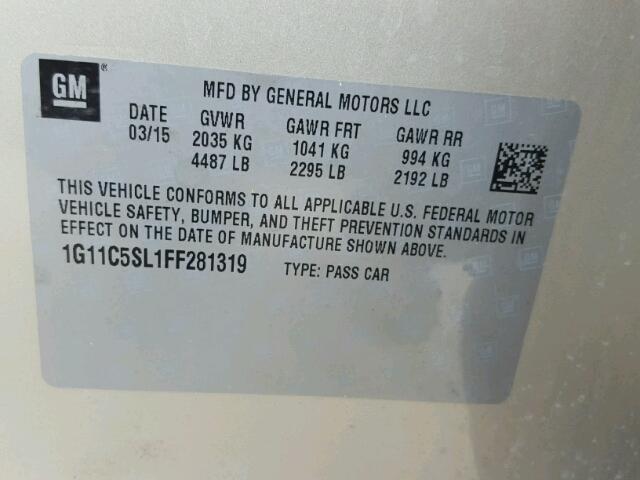 GM®
MFD BY GENERAL MOTORS LLC
DATE GVWR GAWR FRT GAWR RR
03/15 2035 KG 1041 KG 994 KG
4487 LB 2295 LB 2192 LB
THIS VEHICLE CONFORMS TO ALL APPLICABLE U.S. FEDERAL MOTOR
VEHICLE SAFETY, BUMPER, AND THEFT PREVENTION STANDARDS IN
EFFECT ON THE DATE OF MANUFACTURE SHOWN ABOVE.
1G11C5SL1FF281319 TYPE: PASS CAR